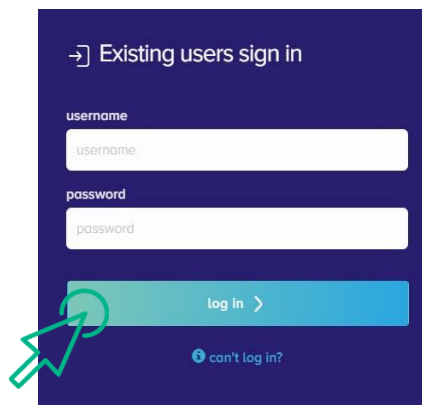 Existing users sign in
username
username
password
password
log in
can't log in?